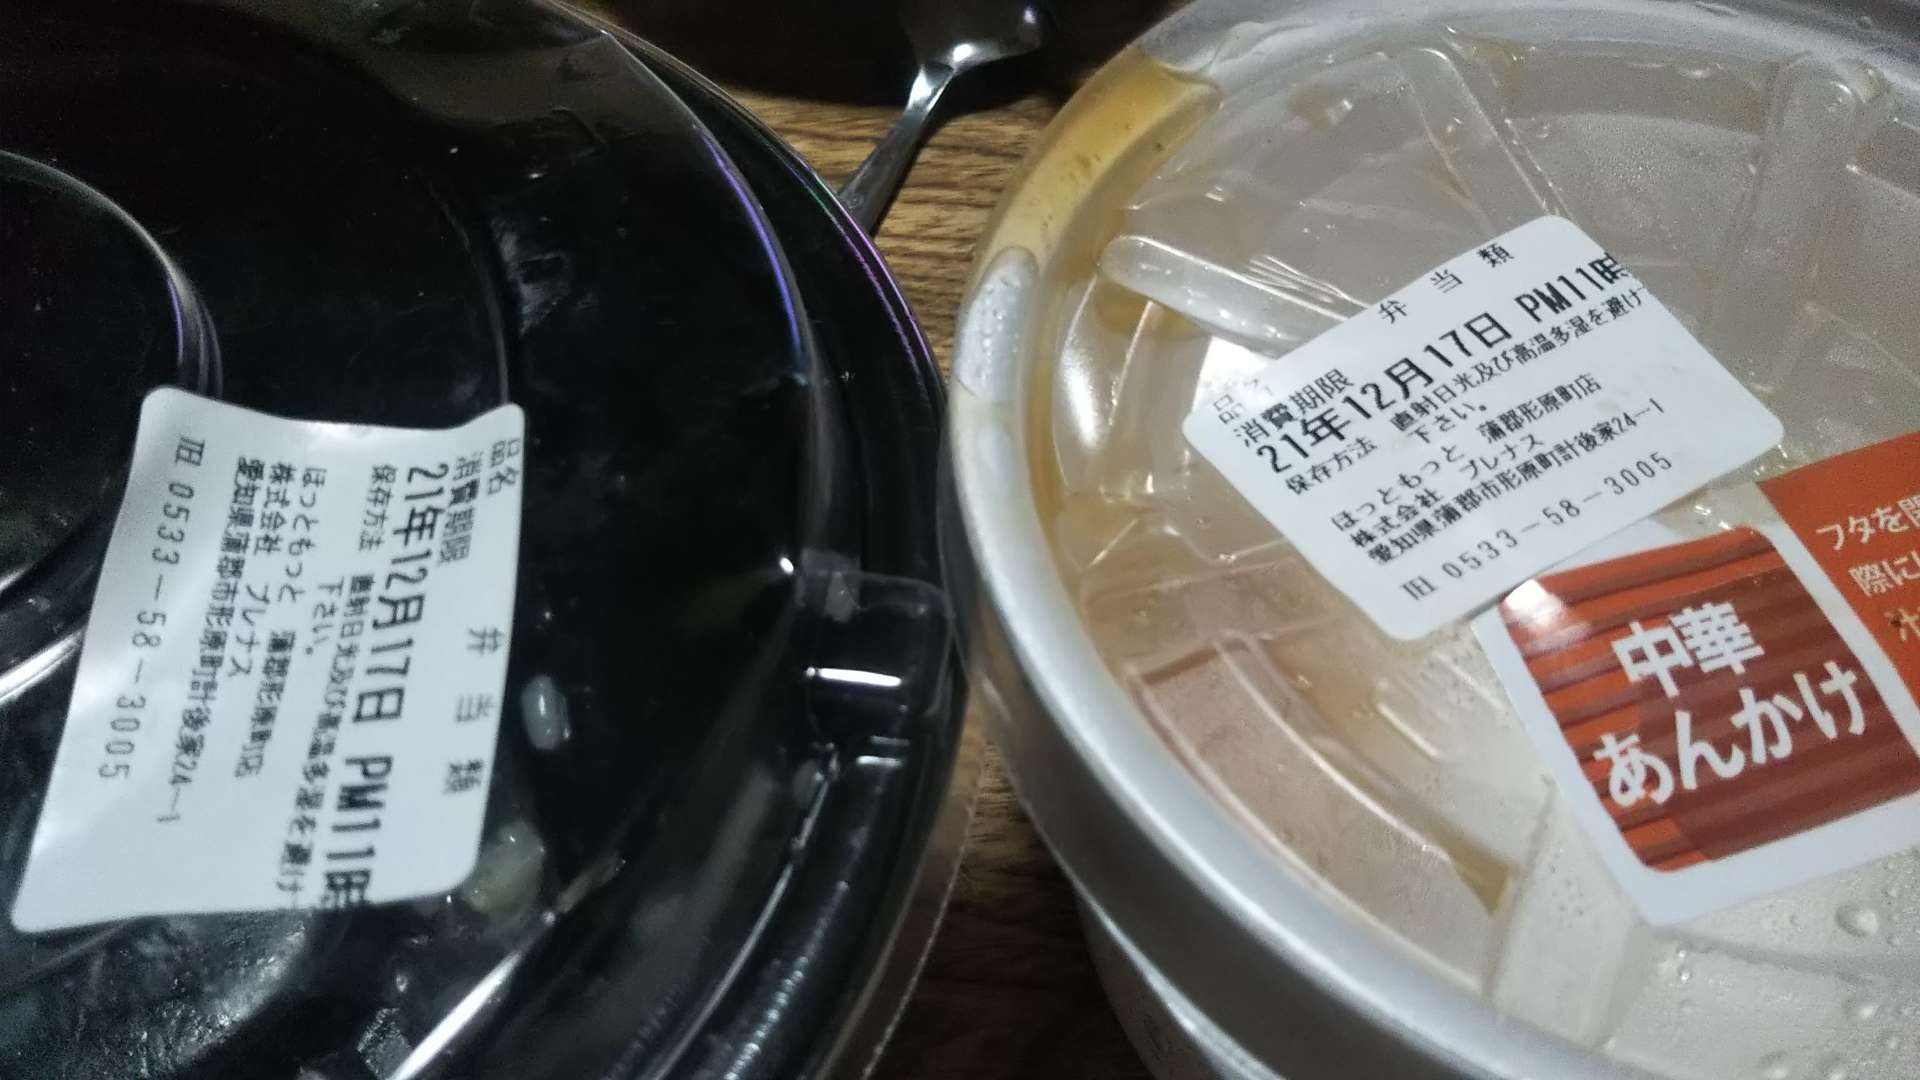 品名 弁当類
消費期限
21年12月17日 PM11時
保存方法 直射日光及び高温多湿を避け
下さい。
ほっともっと 蒲郡形原町店
株式会社 プレナス
愛知県蒲郡市形原町計後家24-1
TEL 0533-58-3005
品名 弁当類
消費期限
21年12月17日 PM11時
保存方法 直射日光及び高温多湿を避け
下さい。
ほっともっと 蒲郡形原町店
株式会社 プレナス
愛知県蒲郡市形原町計後家24-1
TEL 0533-58-3005
中華
あんかけ
フタを開
際に
汁